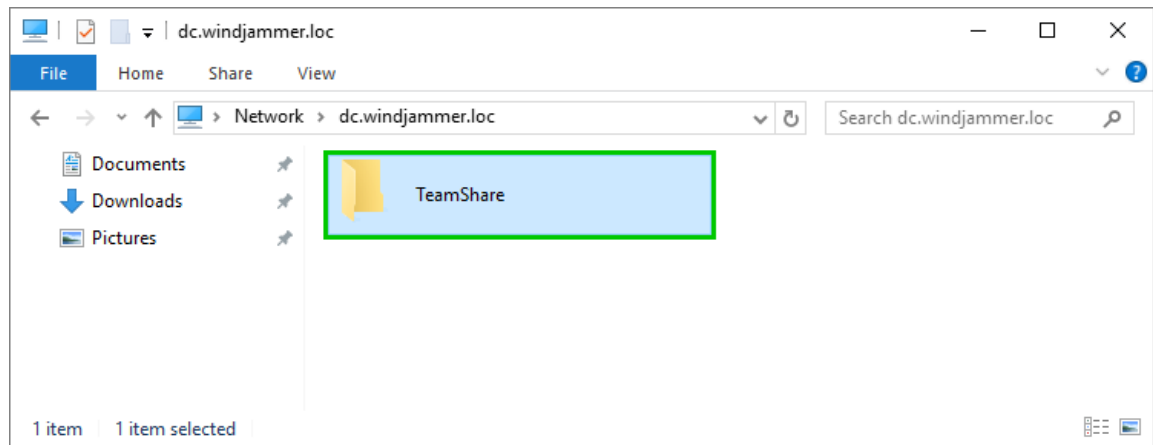 dc.windjammer.loc
File Home Share View
Network > dc.windjammer.loc Search dc.windjammer.loc
Documents
Downloads
Pictures
TeamShare
1 item 1 item selected